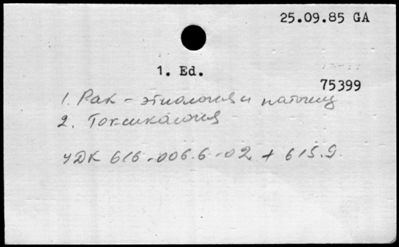 25.09.85 GA
1. Ed.
75399
1. Рак - этиология и патогенез
2. Токсикология
УДК 616-006.6-02 + 615.9